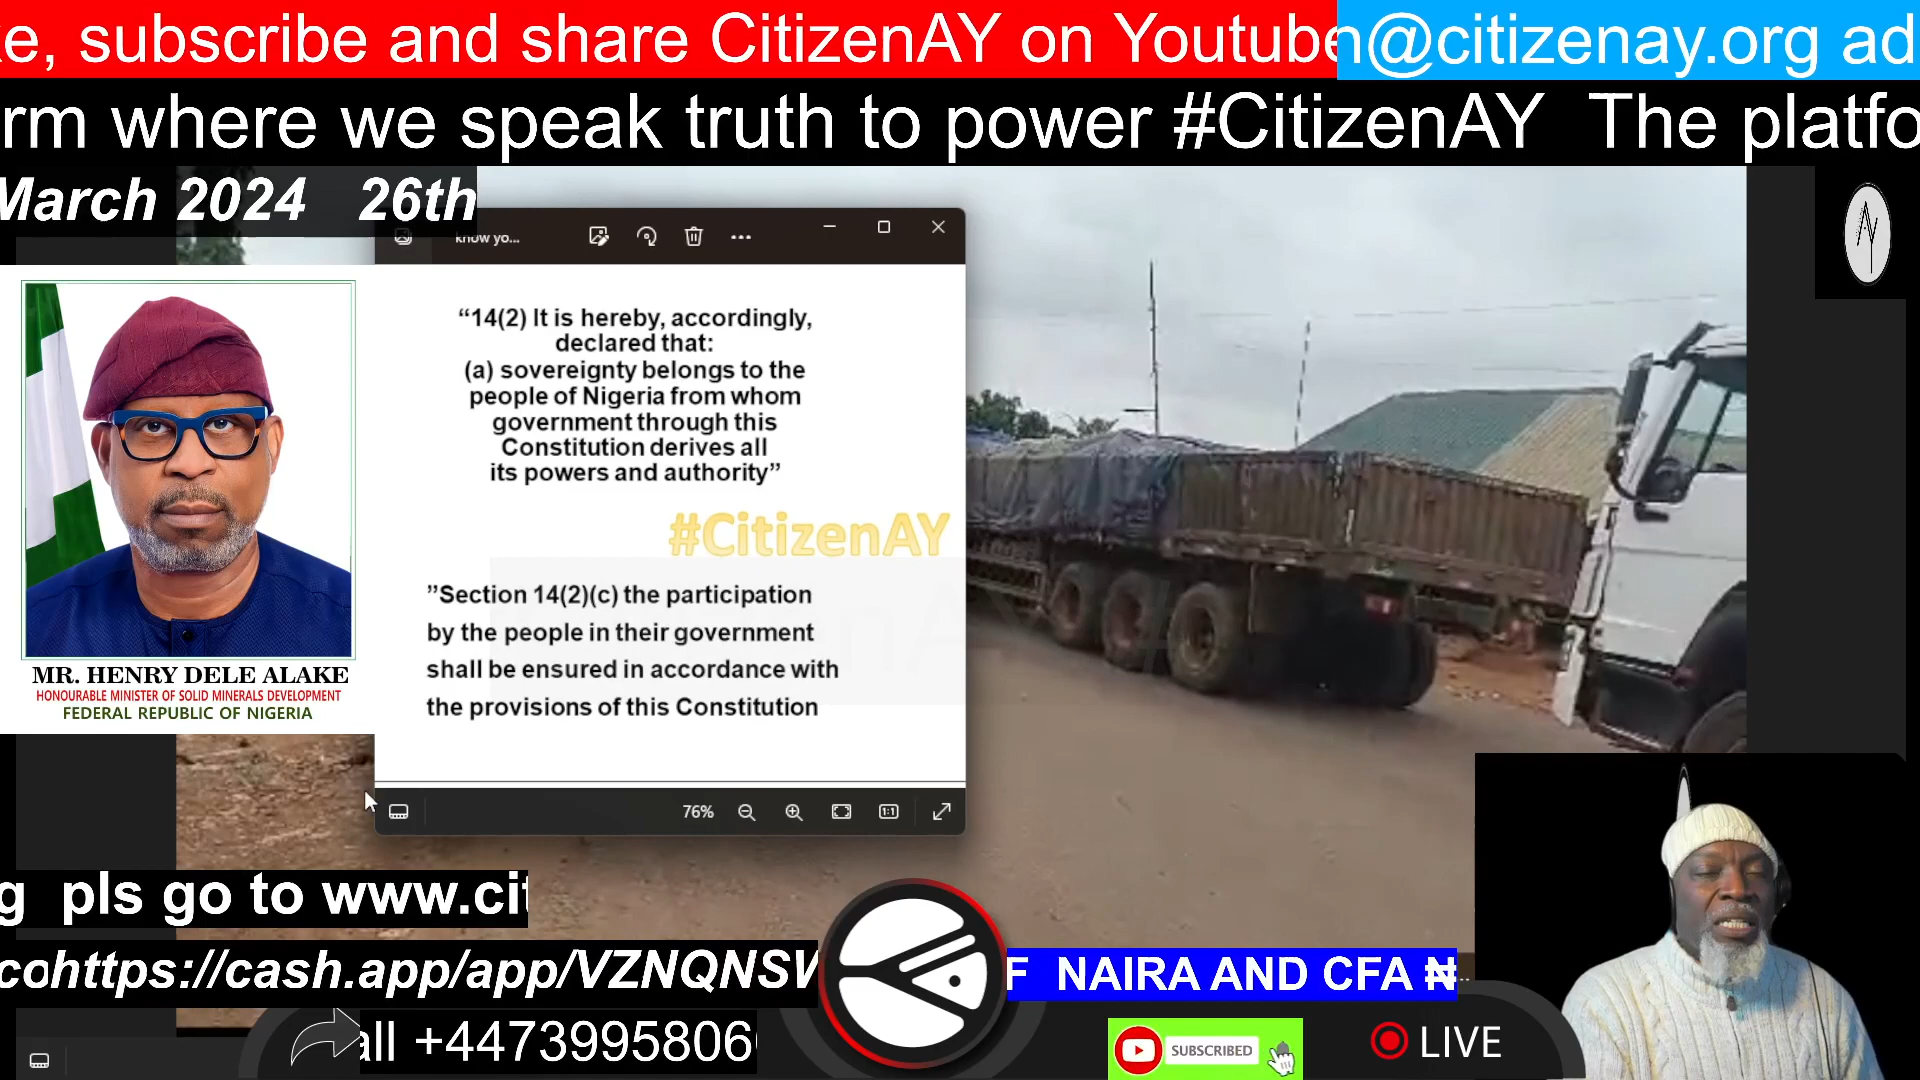 ke, subscribe and share CitizenAY on Youtube
n@citizenay.org ad
rm where we speak truth to power #CitizenAY The platfo
March 2024 26th
know yo...
“14(2) It is hereby, accordingly,
declared that:
(a) sovereignty belongs to the
people of Nigeria from whom
government through this
Constitution derives all
its powers and authority”
#CitizenAY
”Section 14(2)(c) the participation
by the people in their government
shall be ensured in accordance with
the provisions of this Constitution
MR. HENRY DELE ALAKE
HONOURABLE MINISTER OF SOLID MINERALS DEVELOPMENT
FEDERAL REPUBLIC OF NIGERIA
76%
1:1
g pls go to www.cit
cohttps://cash.app/app/VZNQNSW
F NAIRA AND CFA ₦
all +4473995806
SUBSCRIBED
LIVE